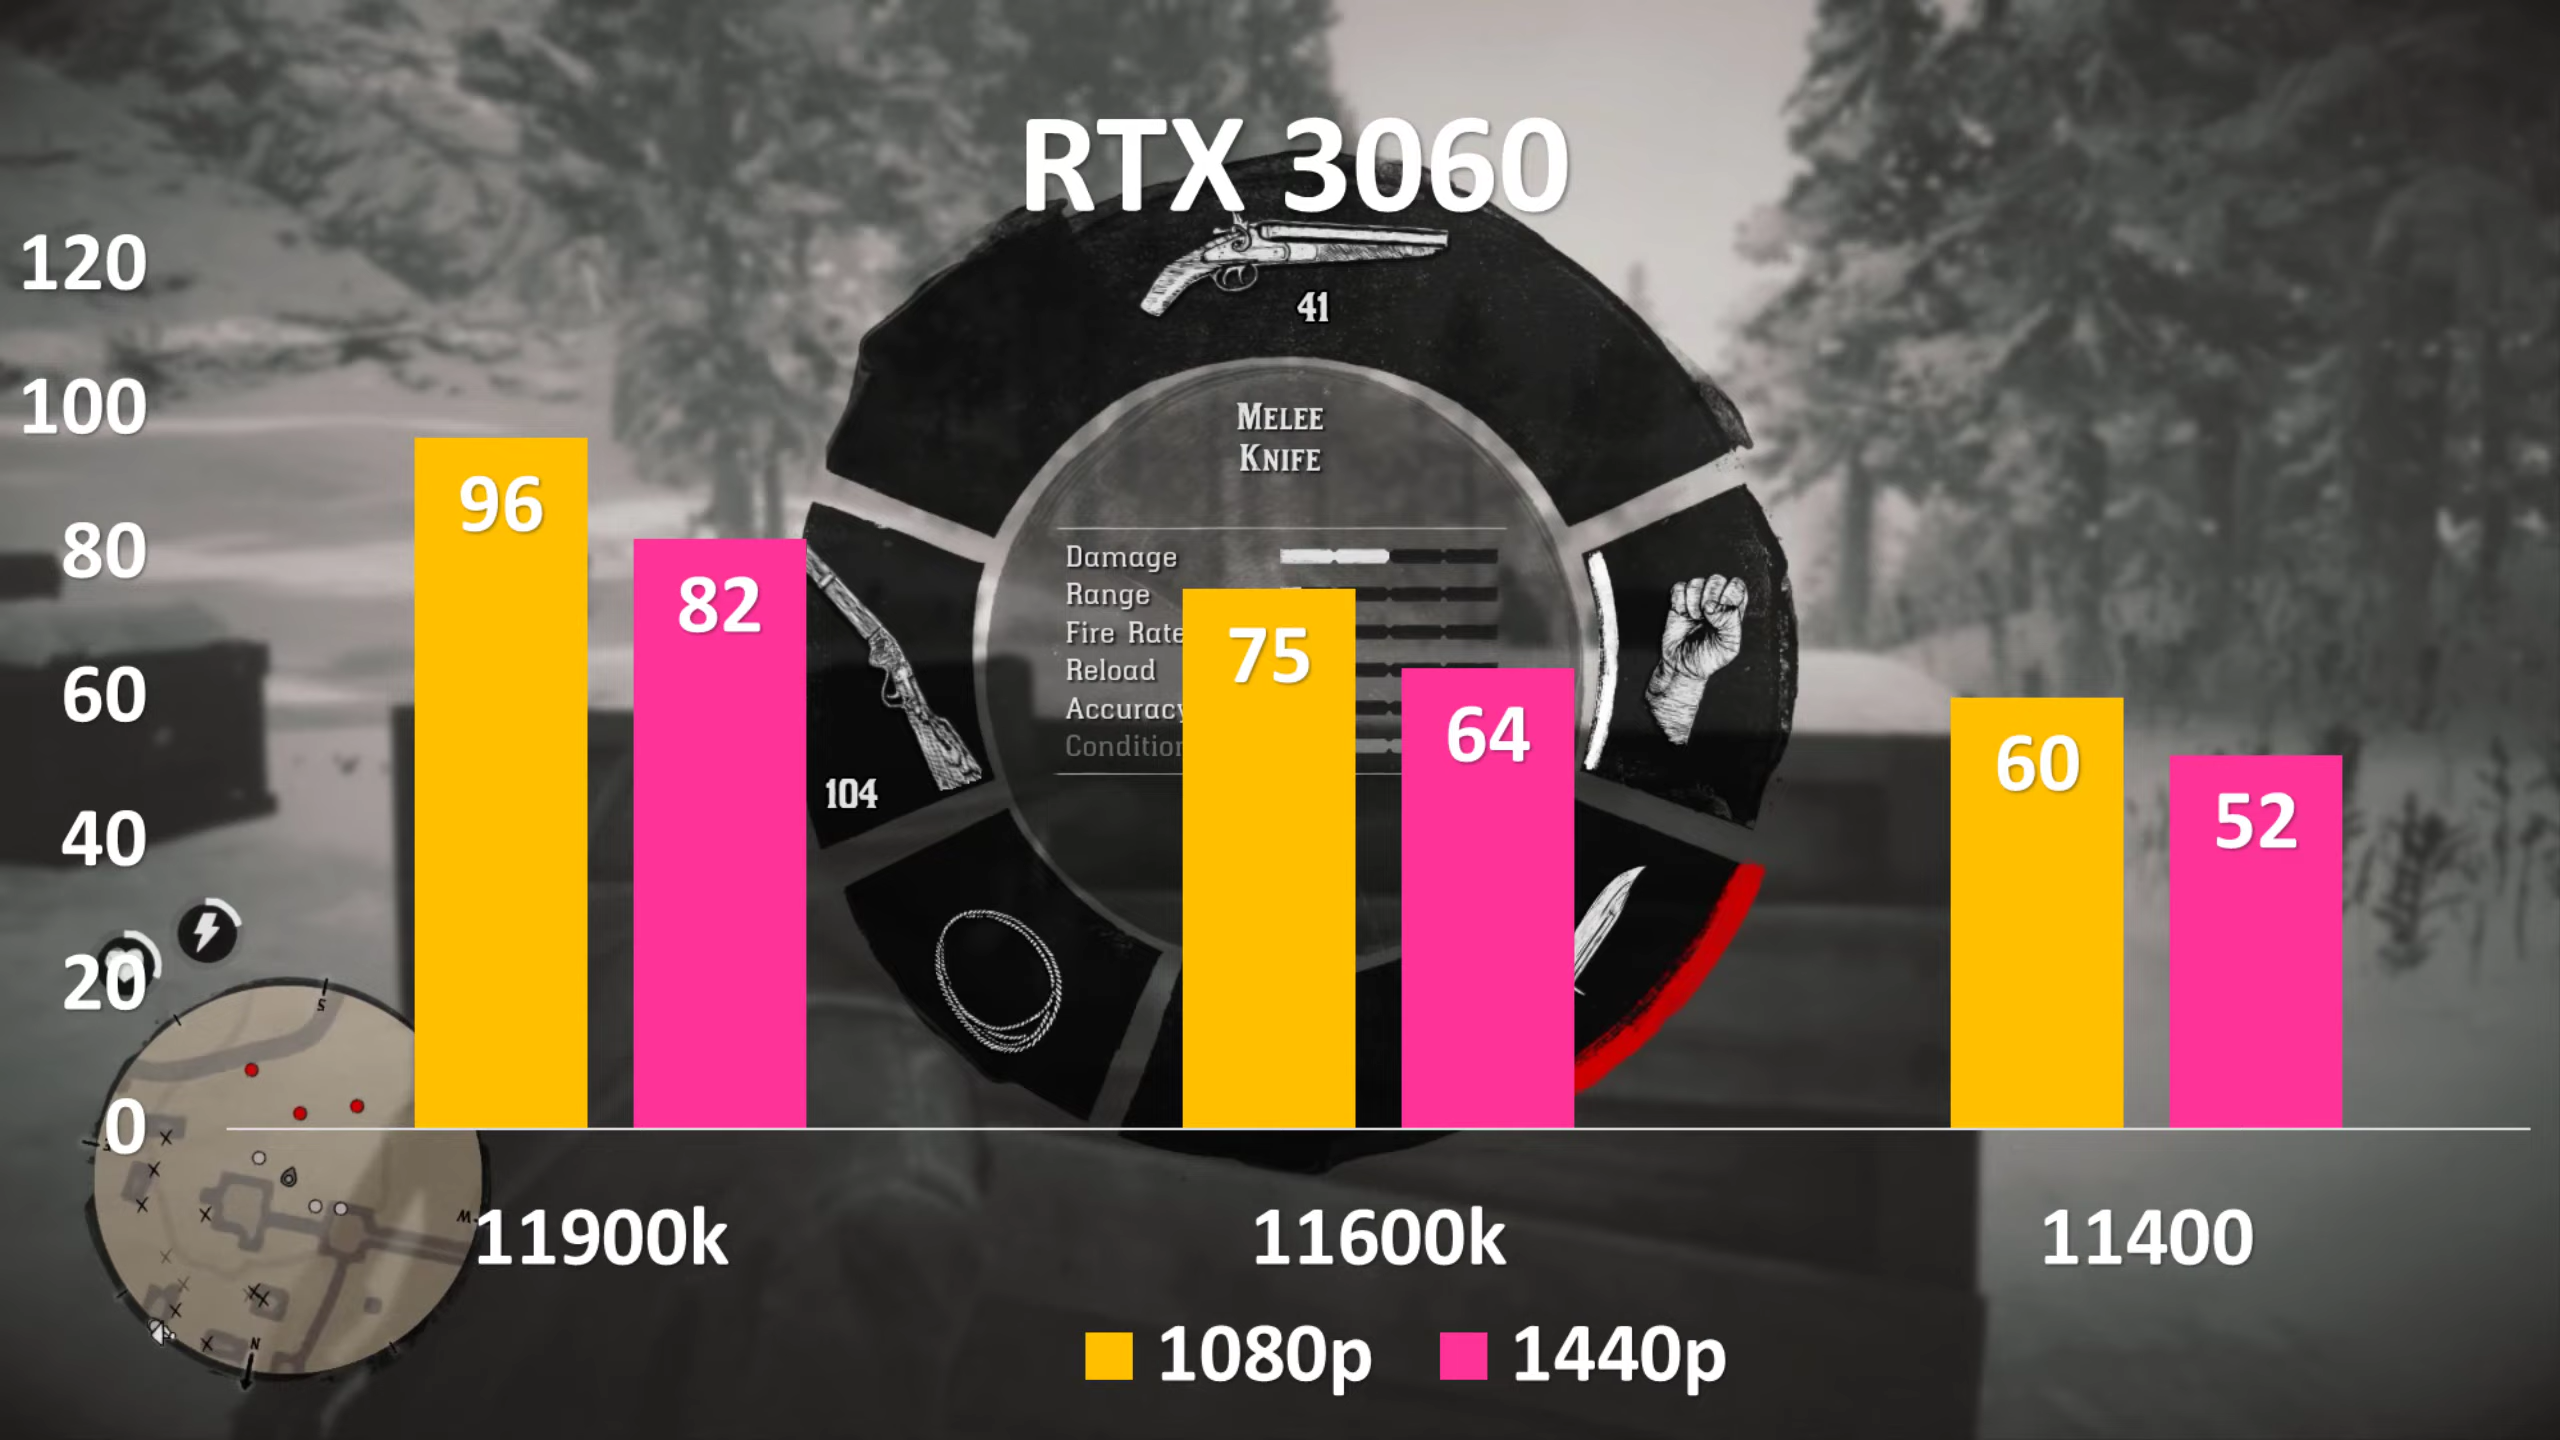 RTX 3060
120
100
80
60
40
20
0
96
82
75
64
60
52
41
MELEE
KNIFE
Damage
Range
Fire Rate
Reload
Accuracy
Condition
104
S
W
N
11900k
11600k
11400
1080p
1440p